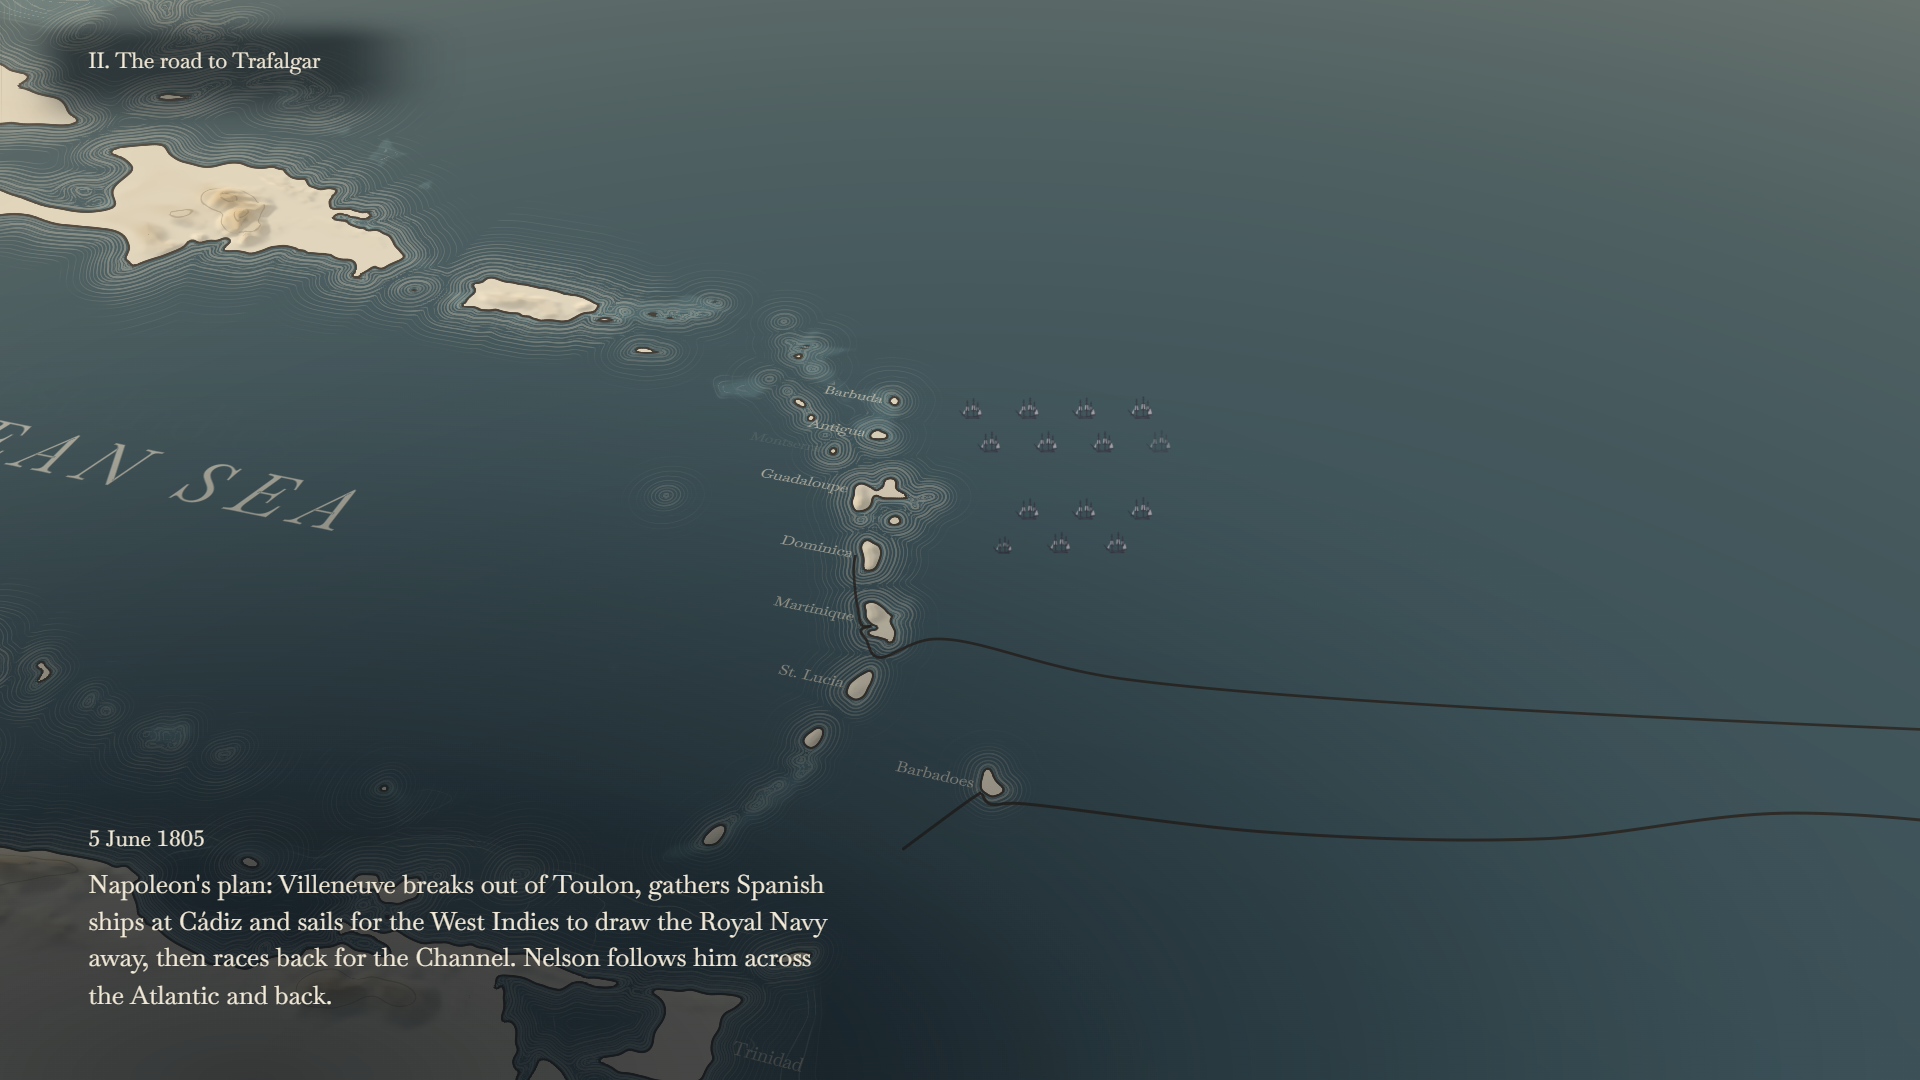 II. The road to Trafalgar
Barbuda
Antigua
Montserrat
Guadaloupe
EAN SEA
Dominica
Martinique
St. Lucia
Barbadoes
5 June 1805
Napoleon's plan: Villeneuve breaks out of Toulon, gathers Spanish
ships at Cádiz and sails for the West Indies to draw the Royal Navy
away, then races back for the Channel. Nelson follows him across
the Atlantic and back.
Trinidad